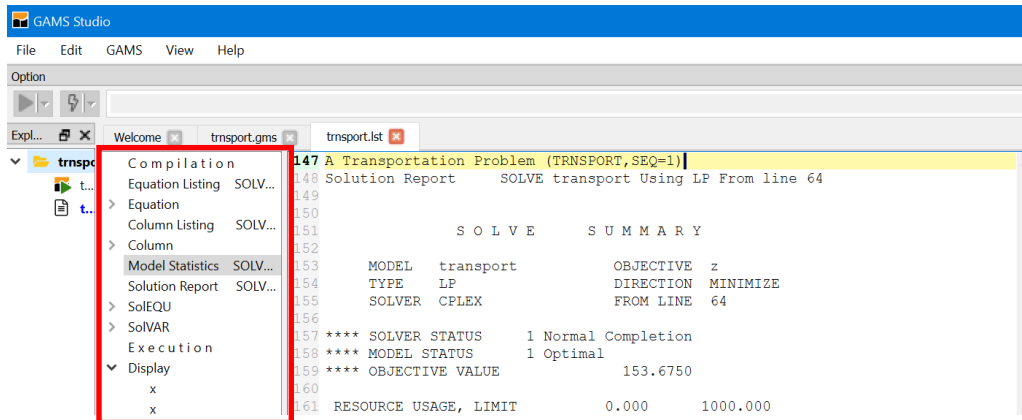 GAMS Studio
File Edit GAMS View Help
Option
Expl...
Welcome trnsport.gms trnsport.lst
trnspo
t...
t...
C o m p i l a t i o n
Equation Listing SOLV...
Equation
Column Listing SOLV...
Column
Model Statistics SOLV...
Solution Report SOLV...
SolEQU
SolVAR
E x e c u t i o n
Display
x
x
147 A Transportation Problem (TRNSPORT,SEQ=1)
148 Solution Report SOLVE transport Using LP From line 64
149
150
151 S O L V E S U M M A R Y
152
153 MODEL transport OBJECTIVE z
154 TYPE LP DIRECTION MINIMIZE
155 SOLVER CPLEX FROM LINE 64
156
157 **** SOLVER STATUS 1 Normal Completion
158 **** MODEL STATUS 1 Optimal
159 **** OBJECTIVE VALUE 153.6750
160
161 RESOURCE USAGE, LIMIT 0.000 1000.000